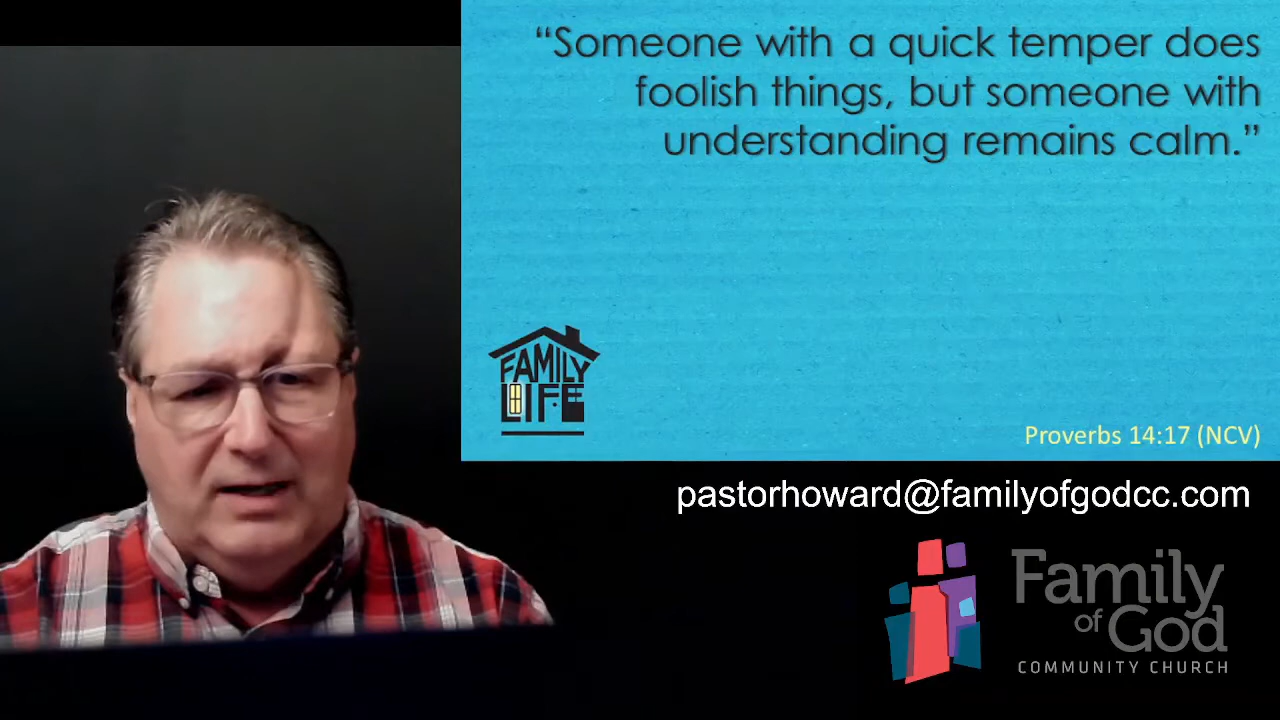 “Someone with a quick temper does
foolish things, but someone with
understanding remains calm.”
FAMILY
LIFE
Proverbs 14:17 (NCV)
pastorhoward@familyofgodcc.com
Family
of
God
COMMUNITY CHURCH